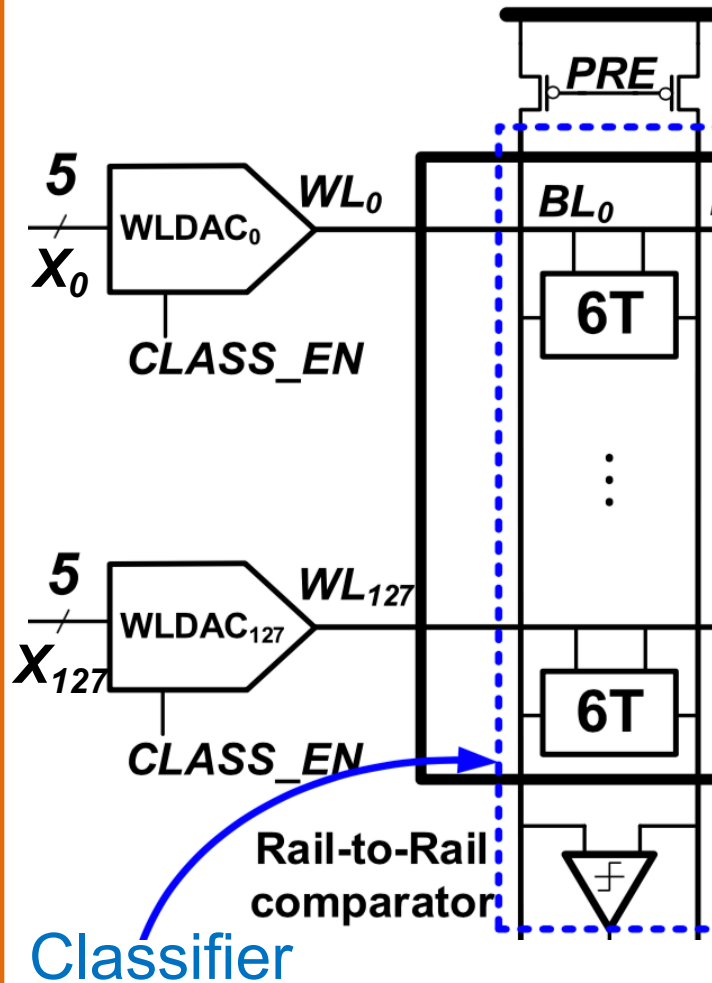 PRE
5
WLDAC0
WL0
BL0
X0
6T
CLASS_EN
5
WLDAC127
WL127
X127
6T
CLASS_EN
Rail-to-Rail
comparator
Classifier